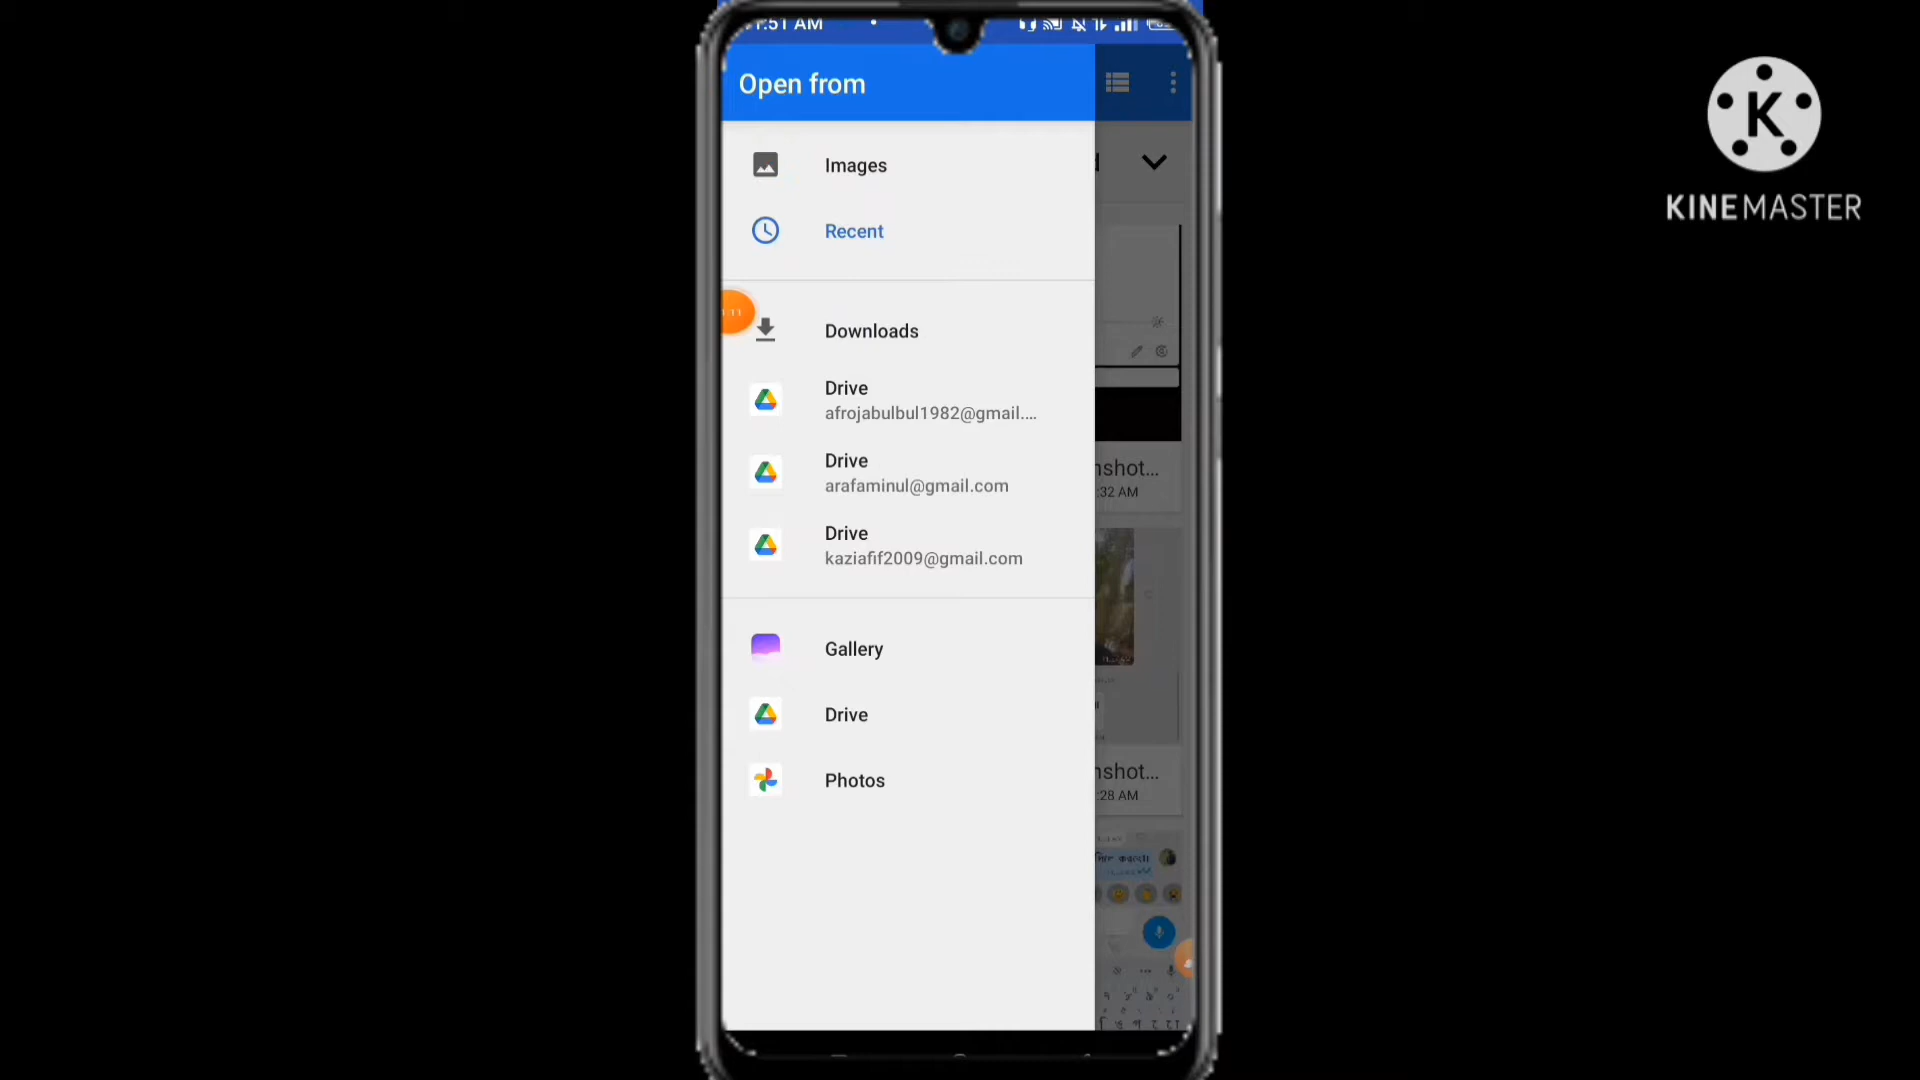 :51 AM
Open from
Images
KINEMASTER
Recent
Downloads
Drive
afrojabulbul1982@gmail....
nshot...
Drive
:32 AM
arafaminul@gmail.com
Drive
kaziafif2009@gmail.com
Gallery
Drive
Photos
nshot...
:28 AM